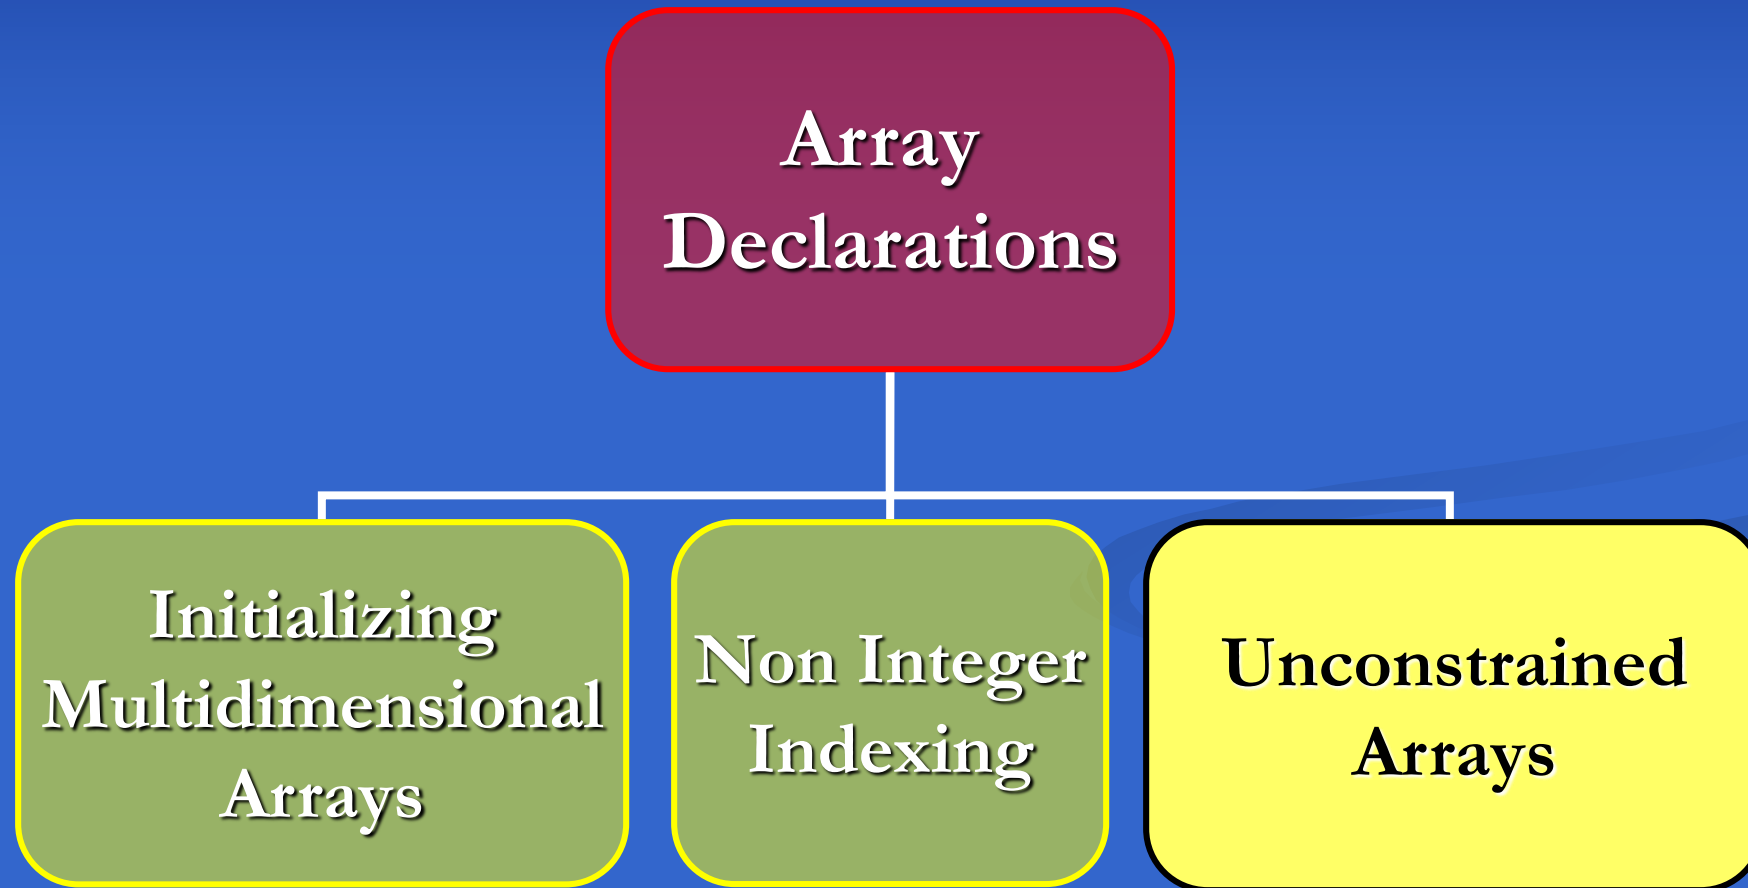 Array
Declarations
Initializing
Multidimensional
Arrays
Non Integer
Indexing
Unconstrained
Arrays